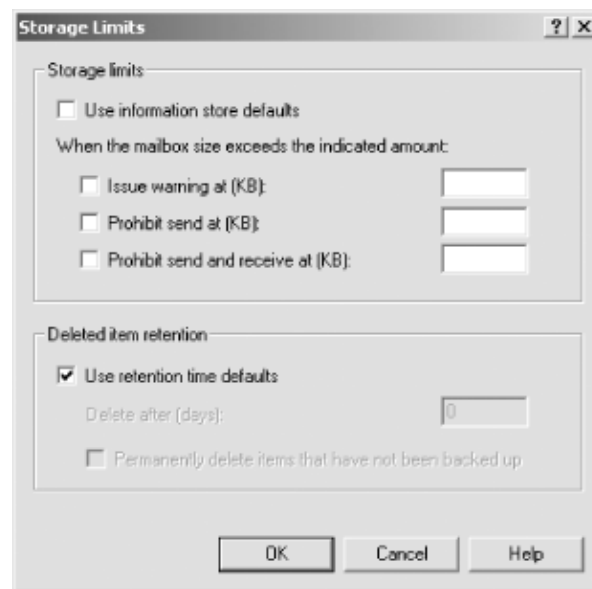 Storage Limits
Storage limits
Use information store defaults
When the mailbox size exceeds the indicated amount:
Issue warning at (KB):
Prohibit send at (KB):
Prohibit send and receive at (KB):
Deleted item retention
Use retention time defaults
Delete after (days):
0
Permanently delete items that have not been backed up
OK
Cancel
Help